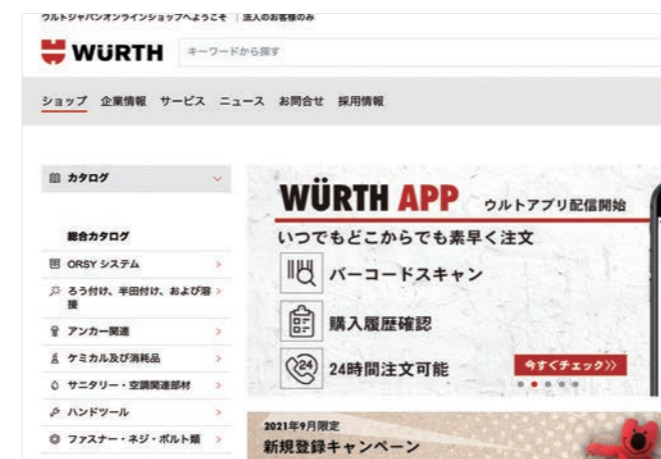 ウルトジャパンオンラインショップへようこそ | 法人のお客様のみ
WÜRTH
キーワードから探す
ショップ 企業情報 サービス ニュース お問合せ 採用情報
カタログ
総合カタログ
ORSY システム
ろう付け、半田付け、および溶
接
アンカー関連
ケミカル及び消耗品
サニタリー・空調関連部材
ハンドツール
ファスナー・ネジ・ボルト類
WÜRTH APP ウルトアプリ配信開始
いつでもどこからでも素早く注文
バーコードスキャン
購入履歴確認
24
24時間注文可能
今すぐチェック》
2021年9月限定
新規登録キャンペーン